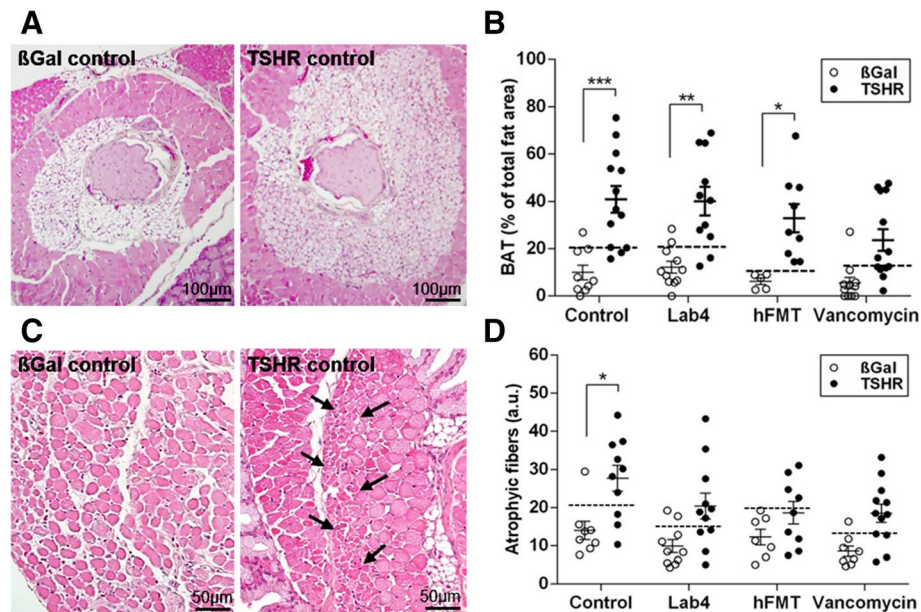 A
ßGal control
100µm
TSHR control
100µm
B
BAT (% of total fat area)
100
80
60
40
20
0
***
**
*
ßGal
TSHR
Control
Lab4
hFMT
Vancomycin
C
ßGal control
50µm
TSHR control
50µm
D
Atrophyic fibers (a.u.)
60
50
40
30
20
10
0
*
ßGal
TSHR
Control
Lab4
hFMT
Vancomycin